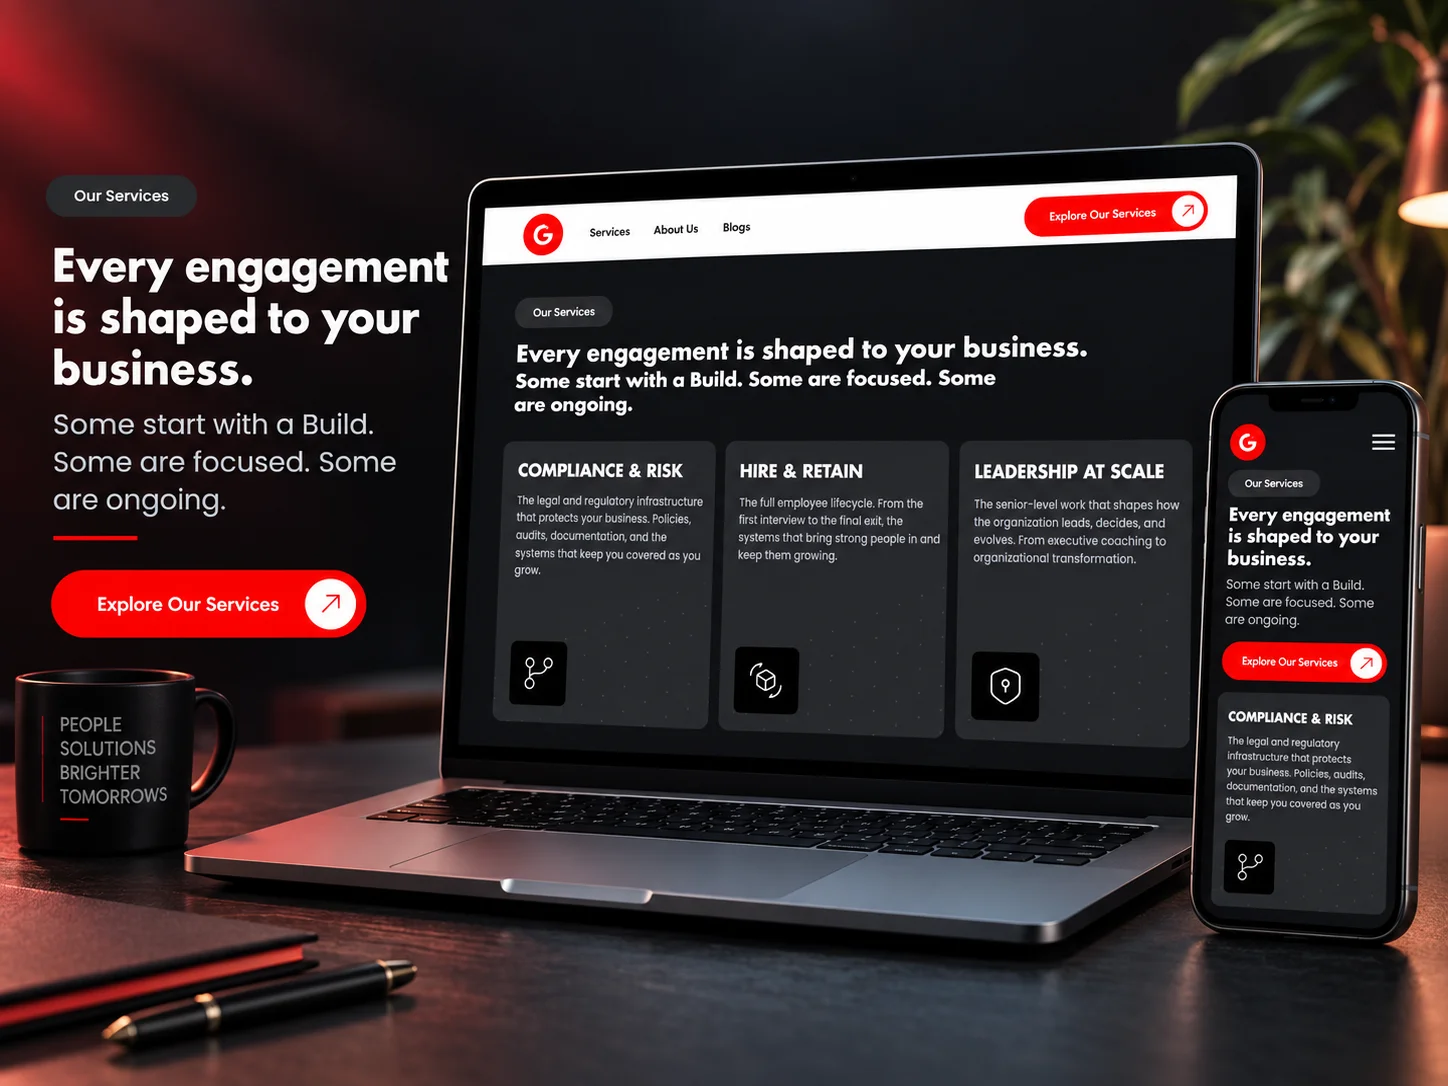 Our Services
Every engagement
is shaped to your
business.
Some start with a Build.
Some are focused. Some
are ongoing.
Explore Our Services
PEOPLE
SOLUTIONS
BRIGHTER
TOMORROWS
G
Services
About Us
Blogs
Explore Our Services
Our Services
Every engagement is shaped to your business.
Some start with a Build. Some are focused. Some
are ongoing.
COMPLIANCE & RISK
The legal and regulatory infrastructure
that protects your business. Policies,
audits, documentation, and the
systems that keep you covered as you
grow.
HIRE & RETAIN
The full employee lifecycle. From the
first interview to the final exit, the
systems that bring strong people in and
keep them growing.
LEADERSHIP AT SCALE
The senior-level work that shapes how
the organization leads, decides, and
evolves. From executive coaching to
organizational transformation.
G
Our Services
Every engagement
is shaped to your
business.
Some start with a Build.
Some are focused. Some
are ongoing.
Explore Our Services
COMPLIANCE & RISK
The legal and regulatory
infrastructure that protects
your business. Policies, audits,
documentation, and the systems
that keep you covered as you
grow.